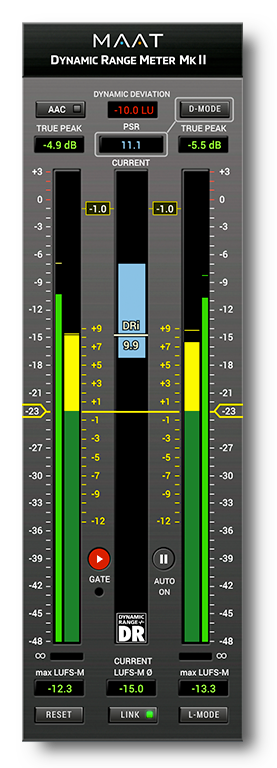 MAAT
DYNAMIC RANGE METER MK II
DYNAMIC DEVIATION
AAC -10.0 LU D-MODE
TRUE PEAK PSR TRUE PEAK
-4.9 dB 11.1 -5.5 dB
CURRENT
+3 +3
0 0
-1.0 -1.0
-3 -3
-6 -6
-9 -9
-12 -12
DRi
+9 +9
-15 -15
9.9
+7 +7
-18 -18
+5 +5
+3 +3
-21 -21
+1 +1
-23 -23
-1 -1
-3 -3
-27 -27
-5 -5
-30 -30
-7 -7
-9 -9
-33 -33
-12 -12
-36 -36
-39 -39
GATE AUTO
ON
-42 -42
-45 -45
DYNAMIC
RANGE
DR
-48 -48
∞ ∞
CURRENT
max LUFS-M LUFS-M Ø max LUFS-M
-12.3 -15.0 -13.3
RESET LINK L-MODE